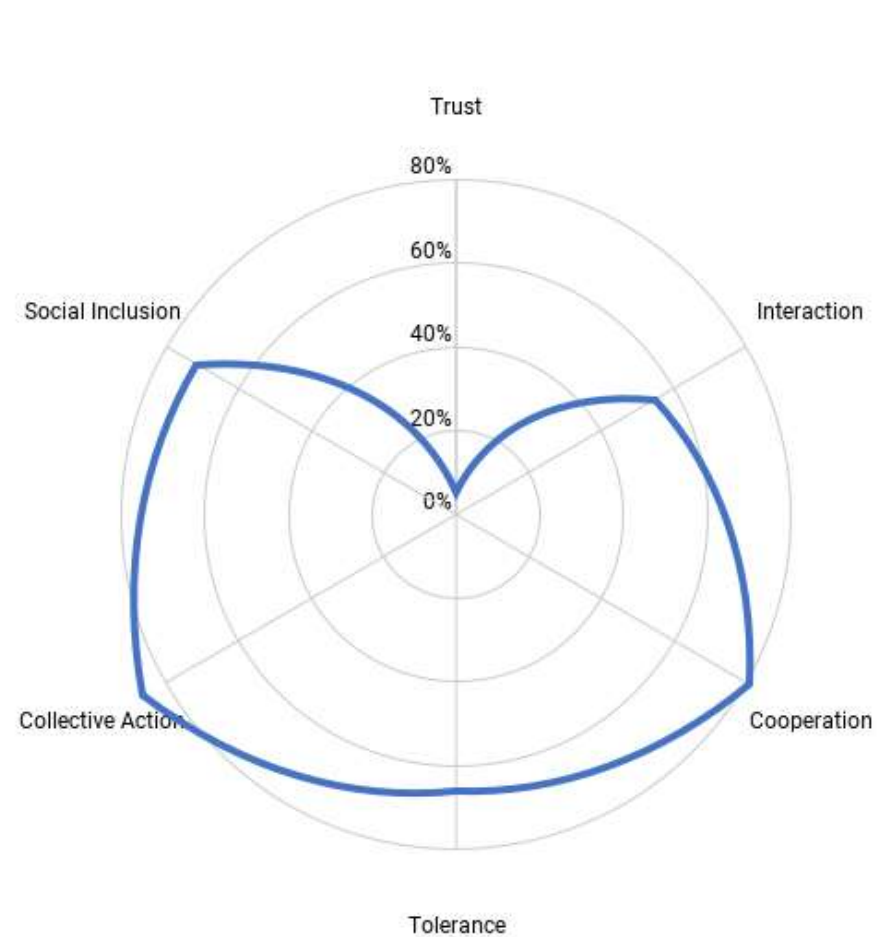 Trust
80%
60%
Social Inclusion
Interaction
40%
20%
0%
Collective Action
Cooperation
Tolerance